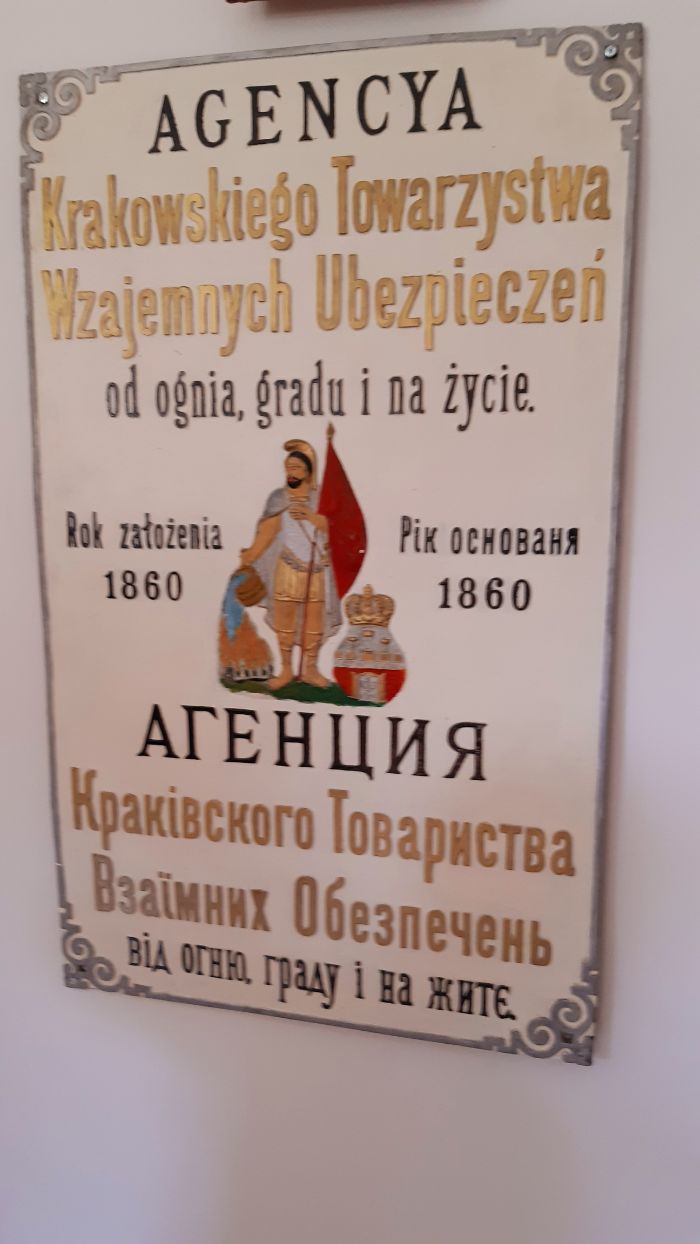 AGENCYA
Krakowskiego Towarzystwa
Wzajemnych Ubezpieczeń
od ognia, gradu i na życie.
Rok założenia
1860
Рік основаня
1860
АГЕНЦИЯ
Краківского Товариства
Взаїмних Обезпечень
від огню, граду і на житє.